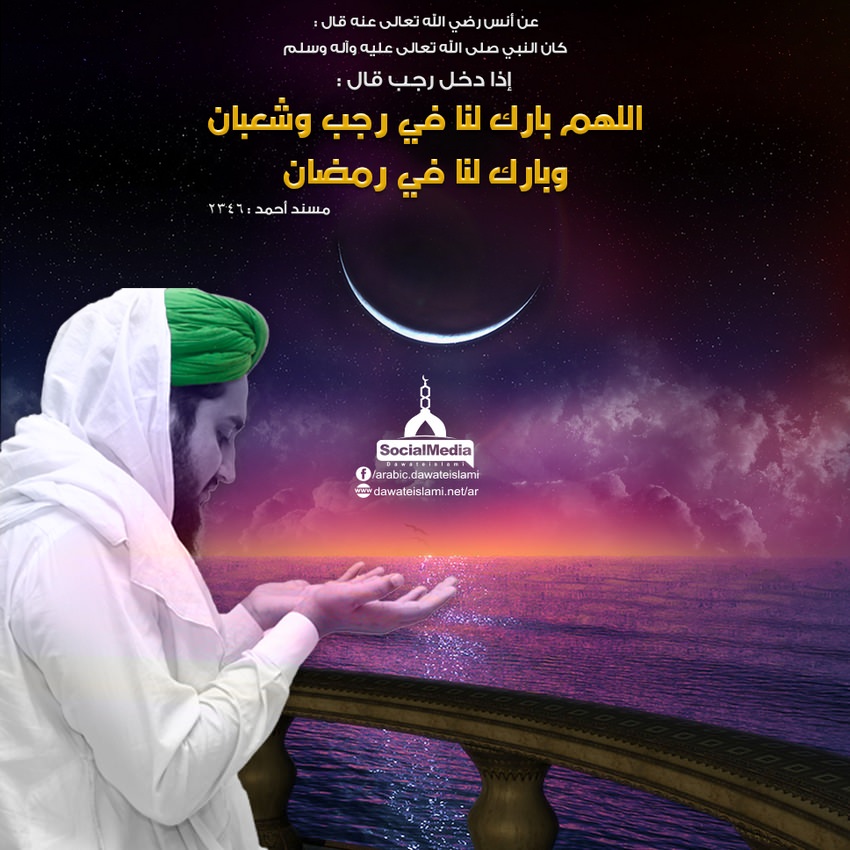 عن أنس رضي الله تعالى عنه قال :
كان النبي صلى الله تعالى عليه وآله وسلم
إذا دخل رجب قال :
اللهم بارك لنا في رجب وشعبان
وبارك لنا في رمضان
مسند أحمد : ٢٣٤٦
SocialMedia
Dawateislami
f /arabic.dawateislami
www dawateislami.net/ar